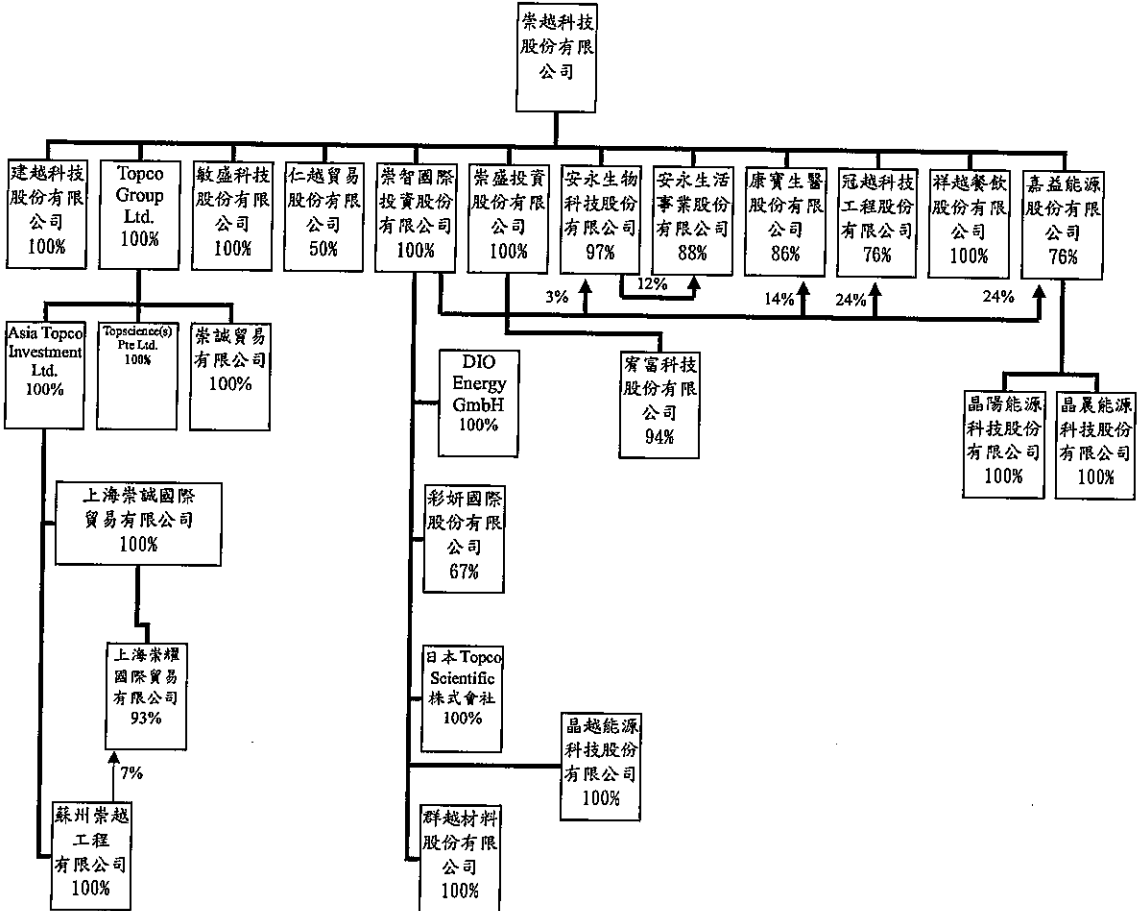 崇越科技
股份有限
公司
建越科技
股份有限
公司
100%
Topco
Group
Ltd.
100%
敏盛科技
股份有限
公司
100%
仁越貿易
有限公司
50%
崇智國際
投資股份
有限公司
100%
崇盛投資
股份有限
公司
100%
安永生物
科技股份
有限公司
97%
安永生活
事業股份
有限公司
88%
康寶生醫
股份有限
公司
86%
冠越科技
工程股份
有限公司
76%
祥越餐飲
股份有限
公司
100%
嘉益能源
股份有限
公司
76%
3%
12%
14%
24%
24%
Asia Topco
Investment
Ltd.
100%
Topscience(s)
Pte Ltd.
100%
崇誠貿易
有限公司
100%
DIO
Energy
GmbH
100%
宥富科技
股份有限
公司
94%
晶陽能源
科技股份
有限公司
100%
晶晨能源
科技股份
有限公司
100%
上海崇誠國際
貿易有限公司
100%
彩妍國際
股份有限
公司
67%
上海崇耀
國際貿易
有限公司
93%
日本Topco
Scientific
株式會社
100%
晶越能源
科技股份
有限公司
100%
7%
蘇州崇越
工程
有限公司
100%
群越材料
股份有限
公司
100%